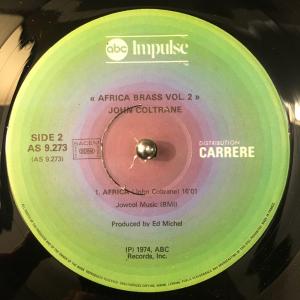 abc Impulse
« AFRICA BRASS VOL. 2 »
JOHN COLTRANE
SIDE 2
AS 9.273
(AS 9.273)
SACEM
DISTRIBUTION
CARRERE
1. AFRICA (John Coltrane) 16'01
Jowcol Music (BMI)
Produced by Ed Michel
(P) 1974, ABC
Records, Inc.